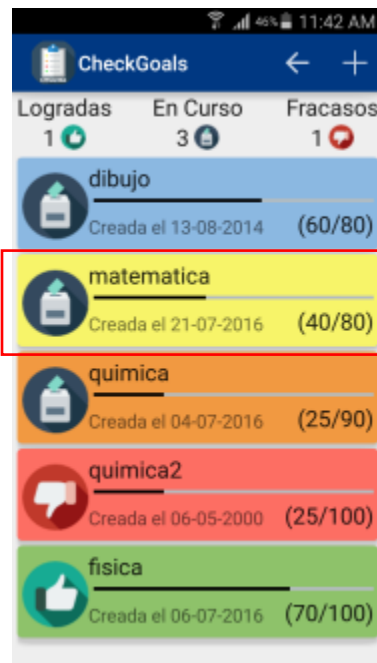 46% 11:42 AM
CheckGoals
Logradas En Curso Fracasos
1 3 1
dibujo
Creada el 13-08-2014 (60/80)
matematica
Creada el 21-07-2016 (40/80)
quimica
Creada el 04-07-2016 (25/90)
quimica2
Creada el 06-05-2000 (25/100)
fisica
Creada el 06-07-2016 (70/100)